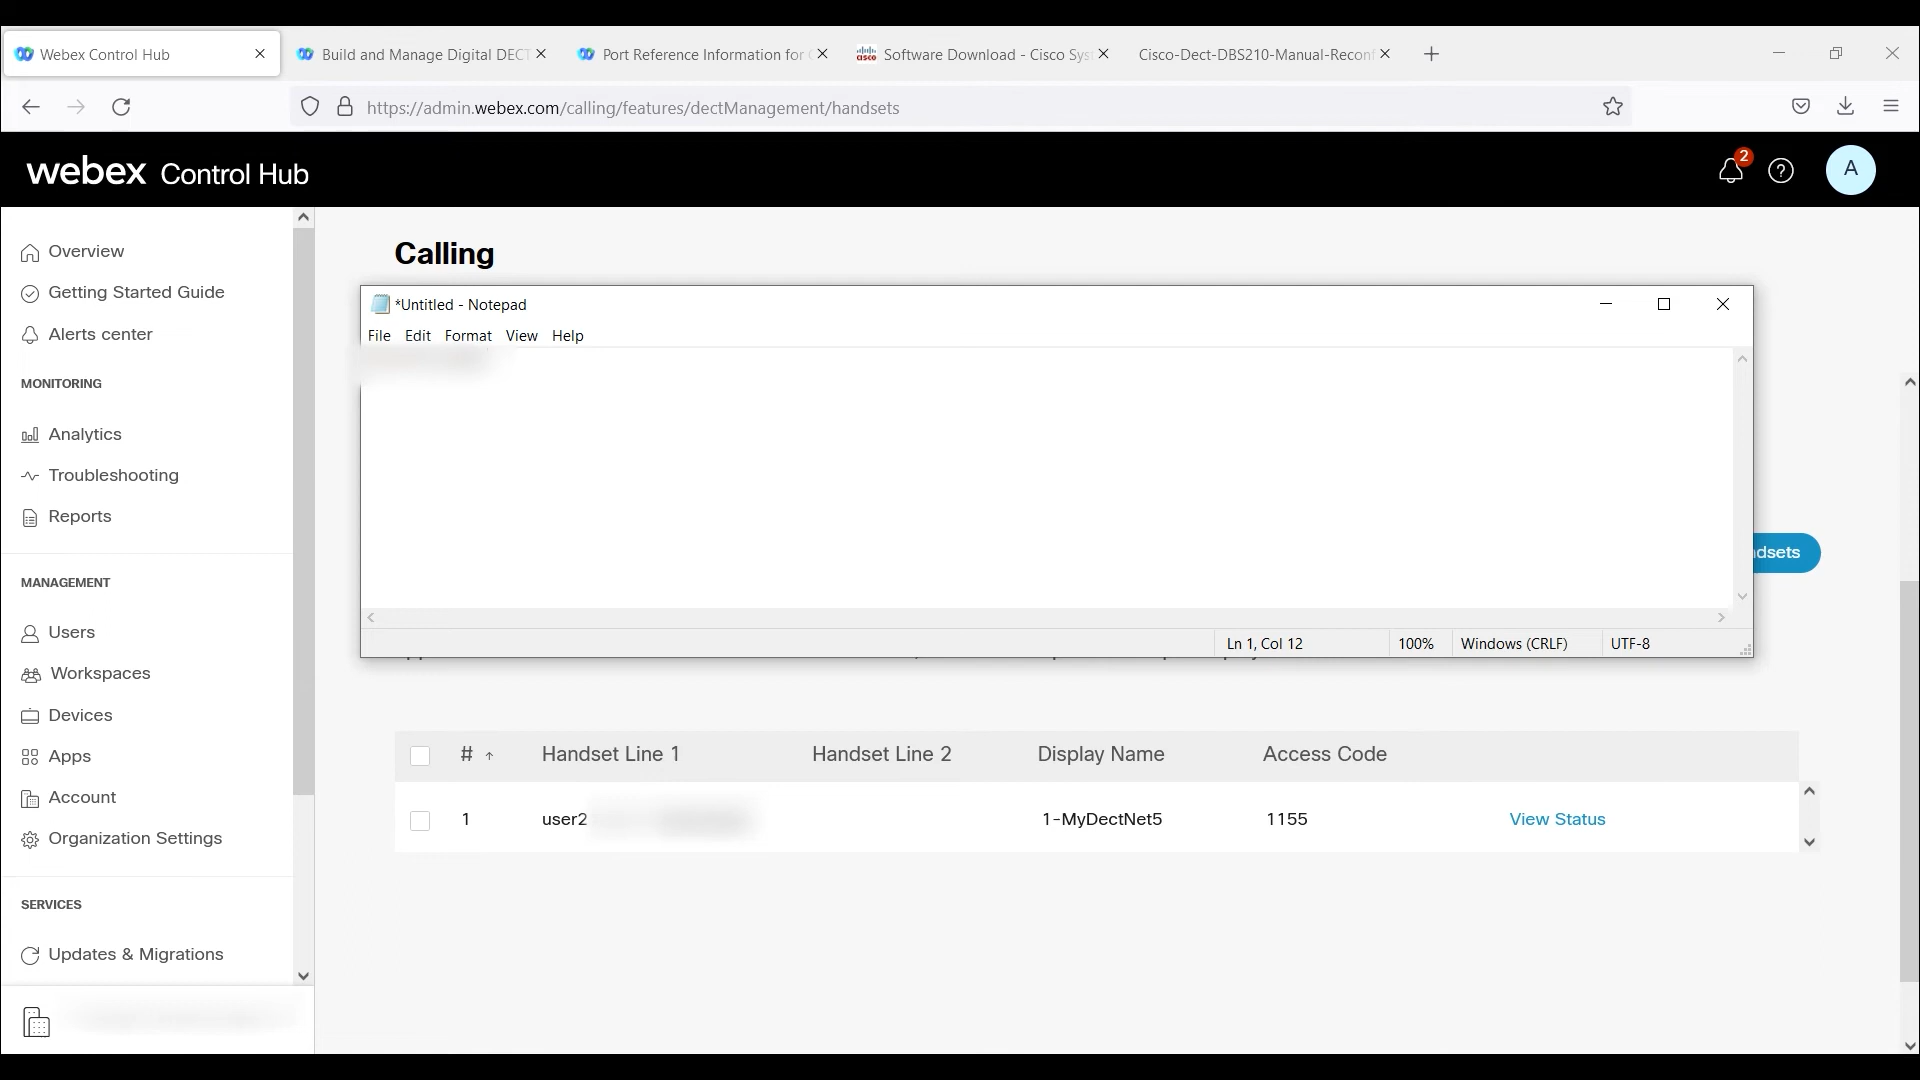 Webex Control Hub
Build and Manage Digital DECT
Port Reference Information for
Software Download - Cisco Sys
Cisco-Dect-DBS210-Manual-Reconf
https://admin.webex.com/calling/features/dectManagement/handsets
webex Control Hub
2
?
A
Overview
Getting Started Guide
Alerts center
MONITORING
Analytics
Troubleshooting
Reports
MANAGEMENT
Users
Workspaces
Devices
Apps
Account
Organization Settings
SERVICES
Updates & Migrations
Calling
*Untitled - Notepad
File Edit Format View Help
ndsets
Ln 1, Col 12 100% Windows (CRLF) UTF-8
# Handset Line 1 Handset Line 2 Display Name Access Code
1 user2 1-MyDectNet5 1155 View Status